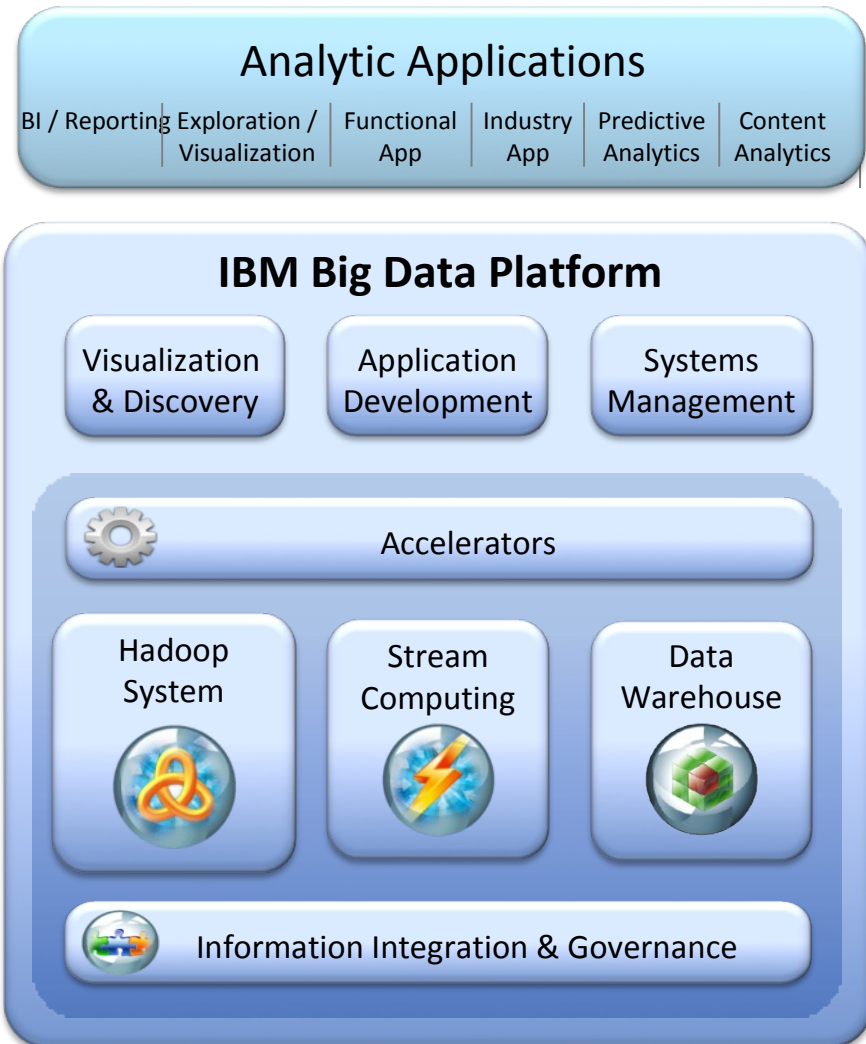 Analytic Applications
BI / Reporting
Exploration /
Visualization
Functional
App
Industry
App
Predictive
Analytics
Content
Analytics
IBM Big Data Platform
Visualization
& Discovery
Application
Development
Systems
Management
Accelerators
Hadoop
System
Stream
Computing
Data
Warehouse
Information Integration & Governance